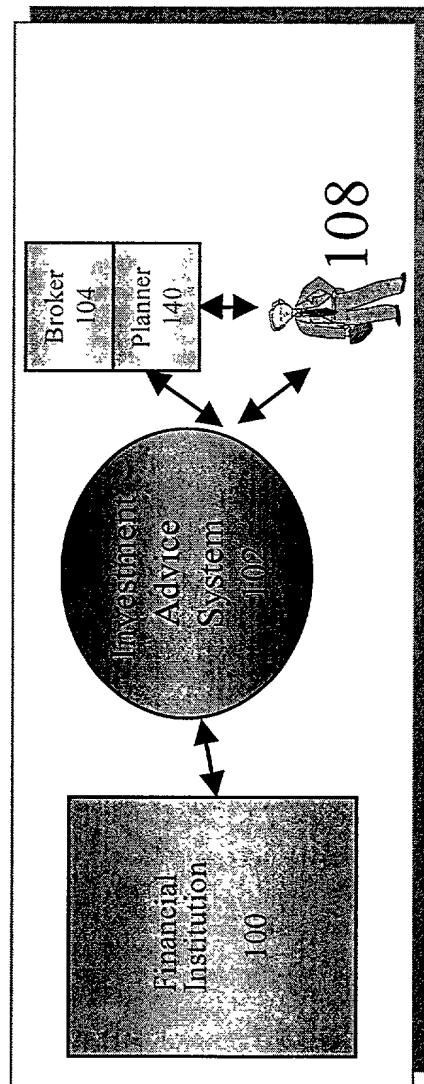 Financial
Institution
100
Investment
Advice
System
102
Broker
104
Planner
140
108